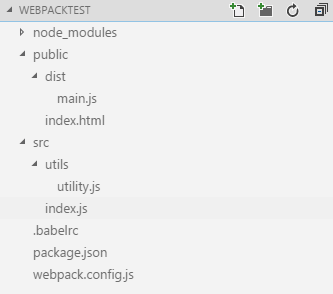 WEBPACKTEST
node_modules
public
dist
main.js
index.html
src
utils
utility.js
index.js
.babelrc
package.json
webpack.config.js